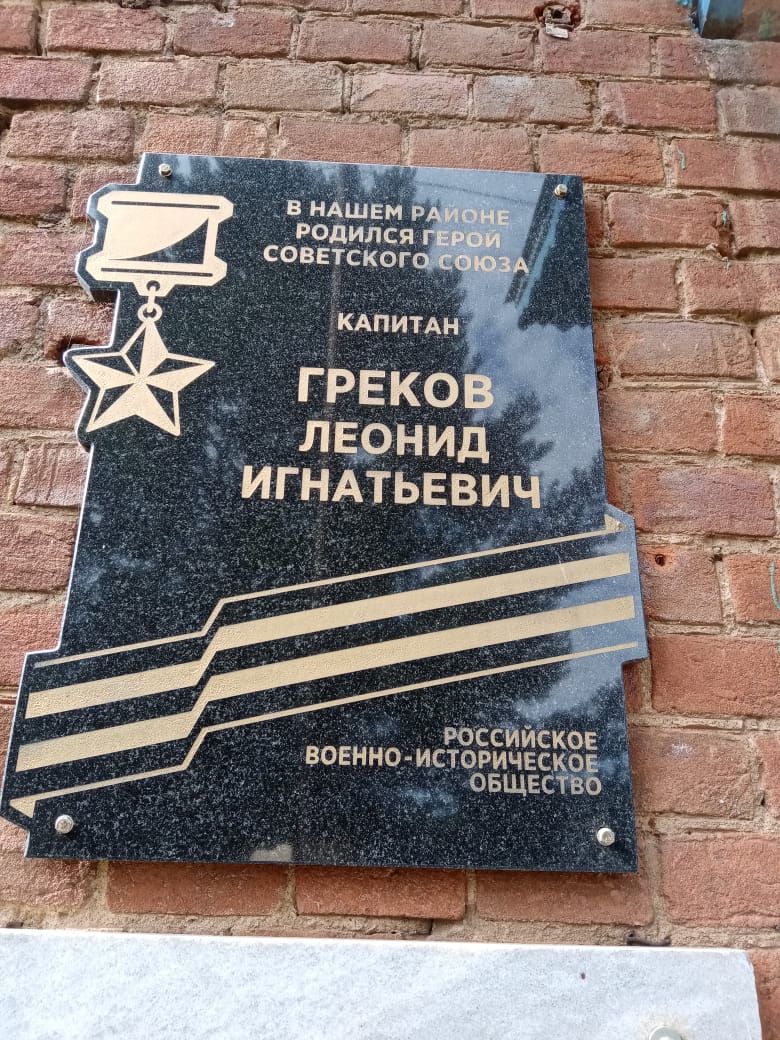 В НАШЕМ РАЙОНЕ
РОДИЛСЯ ГЕРОЙ
СОВЕТСКОГО СОЮЗА
КАПИТАН
ГРЕКОВ
ЛЕОНИД
ИГНАТЬЕВИЧ
РОССИЙСКОЕ
ВОЕННО-ИСТОРИЧЕСКОЕ
ОБЩЕСТВО